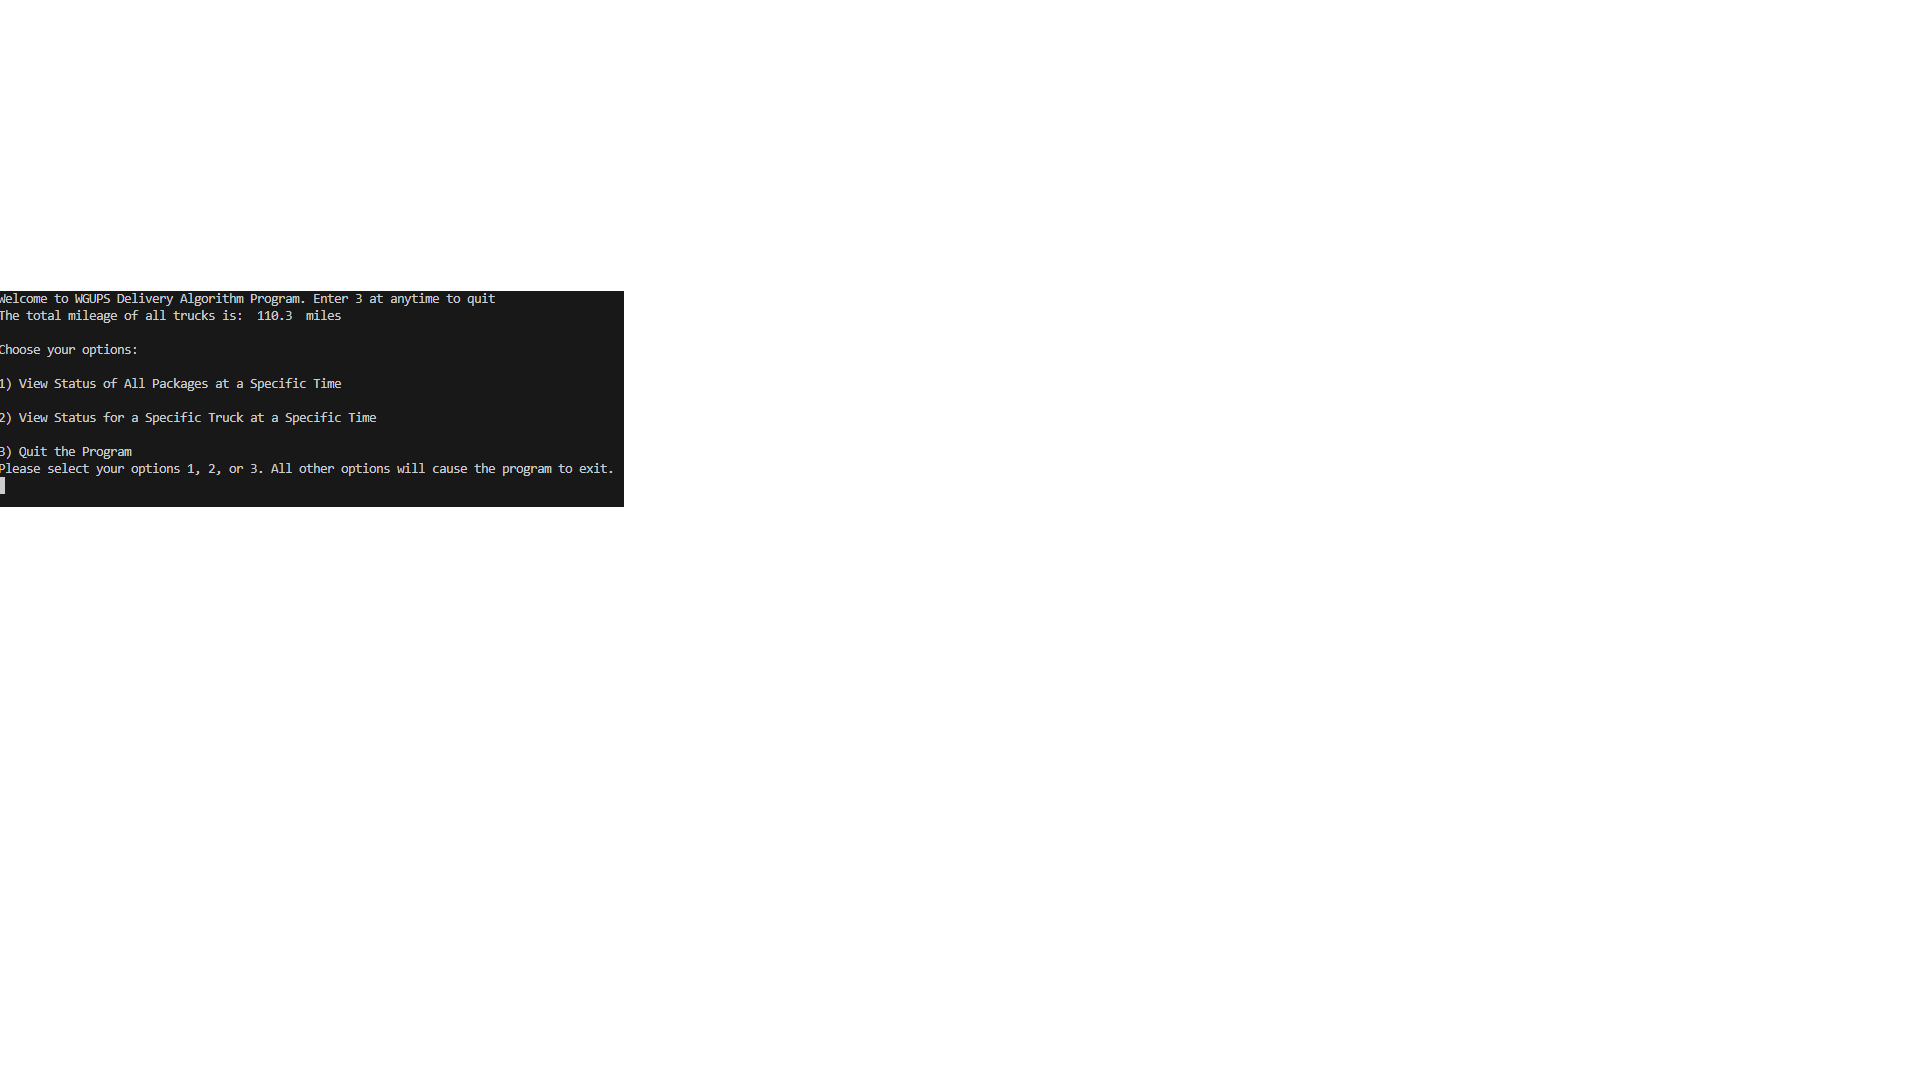 Welcome to WGUPS Delivery Algorithm Program. Enter 3 at anytime to quit
The total mileage of all trucks is:  110.3  miles
Choose your options:
1) View Status of All Packages at a Specific Time
2) View Status for a Specific Truck at a Specific Time
3) Quit the Program
Please select your options 1, 2, or 3. All other options will cause the program to exit.